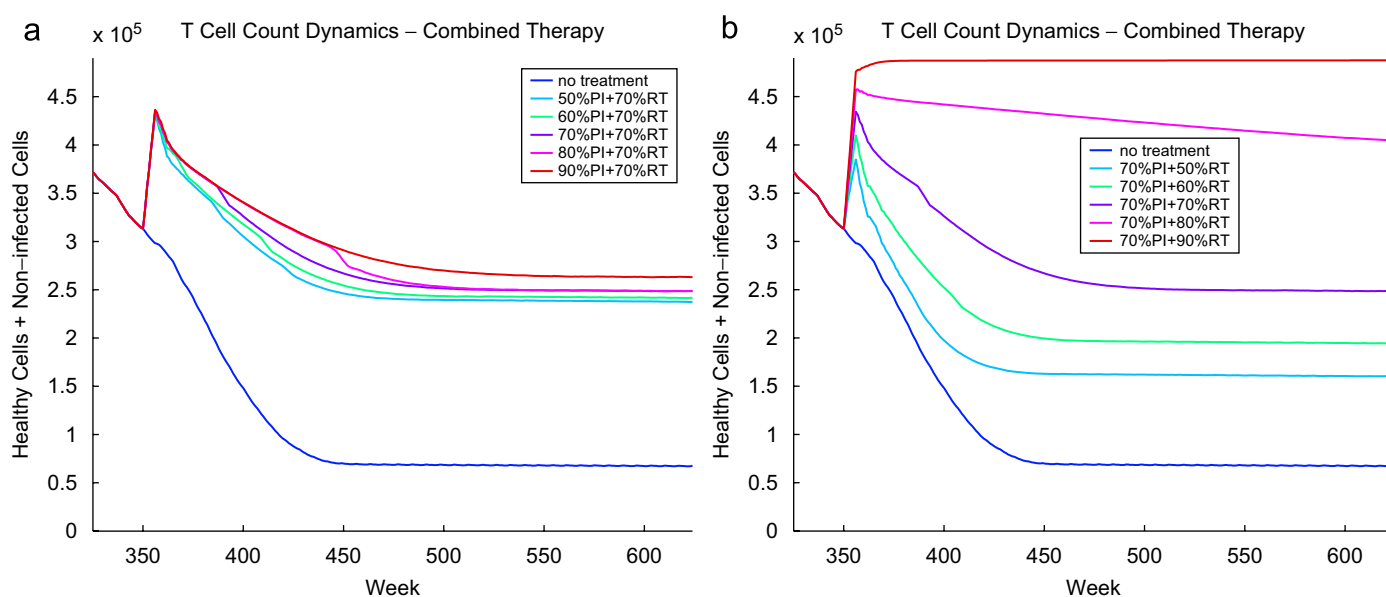 a
x 10⁵ T Cell Count Dynamics – Combined Therapy
Healthy Cells + Non–infected Cells
4.5
4
3.5
3
2.5
2
1.5
1
0.5
0
no treatment
50%PI+70%RT
60%PI+70%RT
70%PI+70%RT
80%PI+70%RT
90%PI+70%RT
350 400 450 500 550 600
Week
b
x 10⁵ T Cell Count Dynamics – Combined Therapy
Healthy Cells + Non–infected Cells
4.5
4
3.5
3
2.5
2
1.5
1
0.5
0
no treatment
70%PI+50%RT
70%PI+60%RT
70%PI+70%RT
70%PI+80%RT
70%PI+90%RT
350 400 450 500 550 600
Week